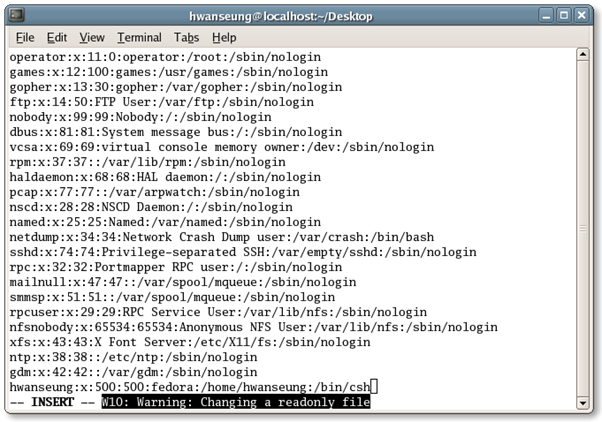 hwanseung@localhost:~/Desktop
File Edit View Terminal Tabs Help
operator:x:11:0:operator:/root:/sbin/nologin
games:x:12:100:games:/usr/games:/sbin/nologin
gopher:x:13:30:gopher:/var/gopher:/sbin/nologin
ftp:x:14:50:FTP User:/var/ftp:/sbin/nologin
nobody:x:99:99:Nobody:/:/sbin/nologin
dbus:x:81:81:System message bus:/:/sbin/nologin
vcsa:x:69:69:virtual console memory owner:/dev:/sbin/nologin
rpm:x:37:37::/var/lib/rpm:/sbin/nologin
haldaemon:x:68:68:HAL daemon:/:/sbin/nologin
pcap:x:77:77::/var/arpwatch:/sbin/nologin
nscd:x:28:28:NSCD Daemon:/:/sbin/nologin
named:x:25:25:Named:/var/named:/sbin/nologin
netdump:x:34:34:Network Crash Dump user:/var/crash:/bin/bash
sshd:x:74:74:Privilege-separated SSH:/var/empty/sshd:/sbin/nologin
rpc:x:32:32:Portmapper RPC user:/:/sbin/nologin
mailnull:x:47:47::/var/spool/mqueue:/sbin/nologin
smmsp:x:51:51::/var/spool/mqueue:/sbin/nologin
rpcuser:x:29:29:RPC Service User:/var/lib/nfs:/sbin/nologin
nfsnobody:x:65534:65534:Anonymous NFS User:/var/lib/nfs:/sbin/nologin
xfs:x:43:43:X Font Server:/etc/X11/fs:/sbin/nologin
ntp:x:38:38::/etc/ntp:/sbin/nologin
gdm:x:42:42::/var/gdm:/sbin/nologin
hwanseung:x:500:500:fedora:/home/hwanseung:/bin/csh
-- INSERT -- W10: Warning: Changing a readonly file